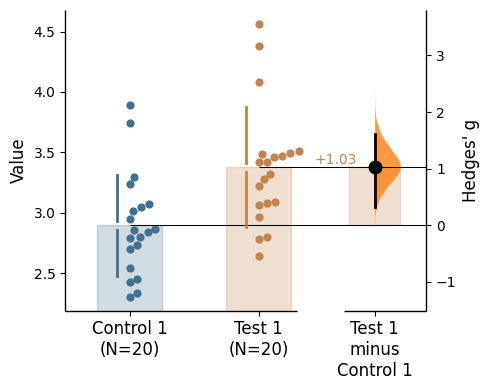 4.5
4.0
3.5
3.0
2.5
Value
Control 1
(N=20)
Test 1
(N=20)
+1.03
Test 1
minus
Control 1
3
2
1
0
−1
Hedges' g